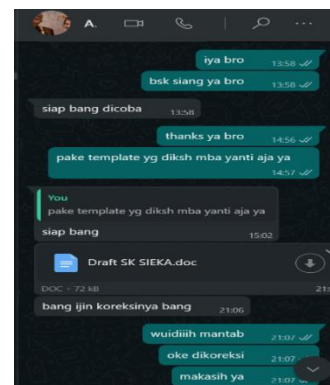 A.
iya bro
13:58
bsk siang ya bro
13:58
siap bang dicoba
13:58
thanks ya bro
14:56
pake template yg diksh mba yanti aja ya
14:57
You
pake template yg diksh mba yanti aja ya
siap bang
15:02
Draft SK SIEKA.doc
DOC • 72 kB
bang ijin koreksinya bang
21:06
wuidiiih mantab
21:07
oke dikoreksi
21:07
makasih ya
21:07